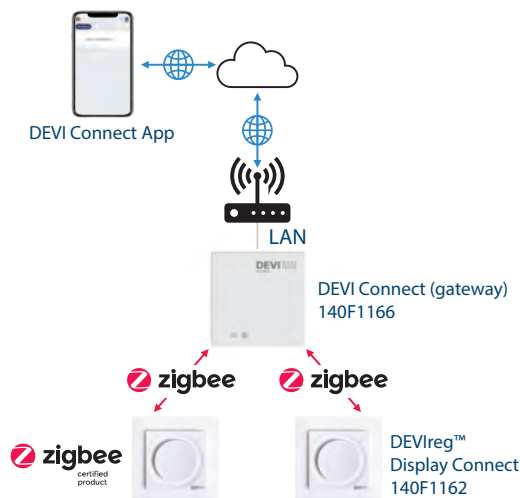 DEVI Connect App
LAN
DEVI
DEVI Connect (gateway)
140F1166
zigbee
zigbee
zigbee
certified
product
DEVIreg™
Display Connect
140F1162